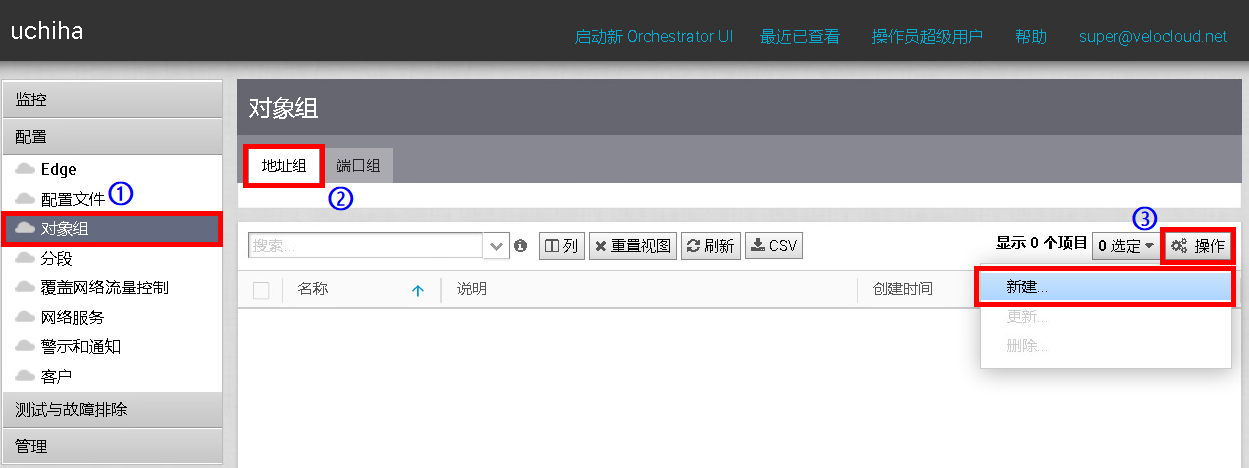 uchiha
启动新 Orchestrator UI 最近已查看 操作员超级用户 帮助 super@velocloud.net
监控
配置
Edge
配置文件 ①
对象组
分段
覆盖网络流量控制
网络服务
警示和通知
客户
测试与故障排除
管理
对象组
地址组 端口组
②
③
搜索... 列 重置视图 刷新 CSV 显示 0 个项目 0 选定 操作
名称 说明 创建时间
新建...
更新...
删除...